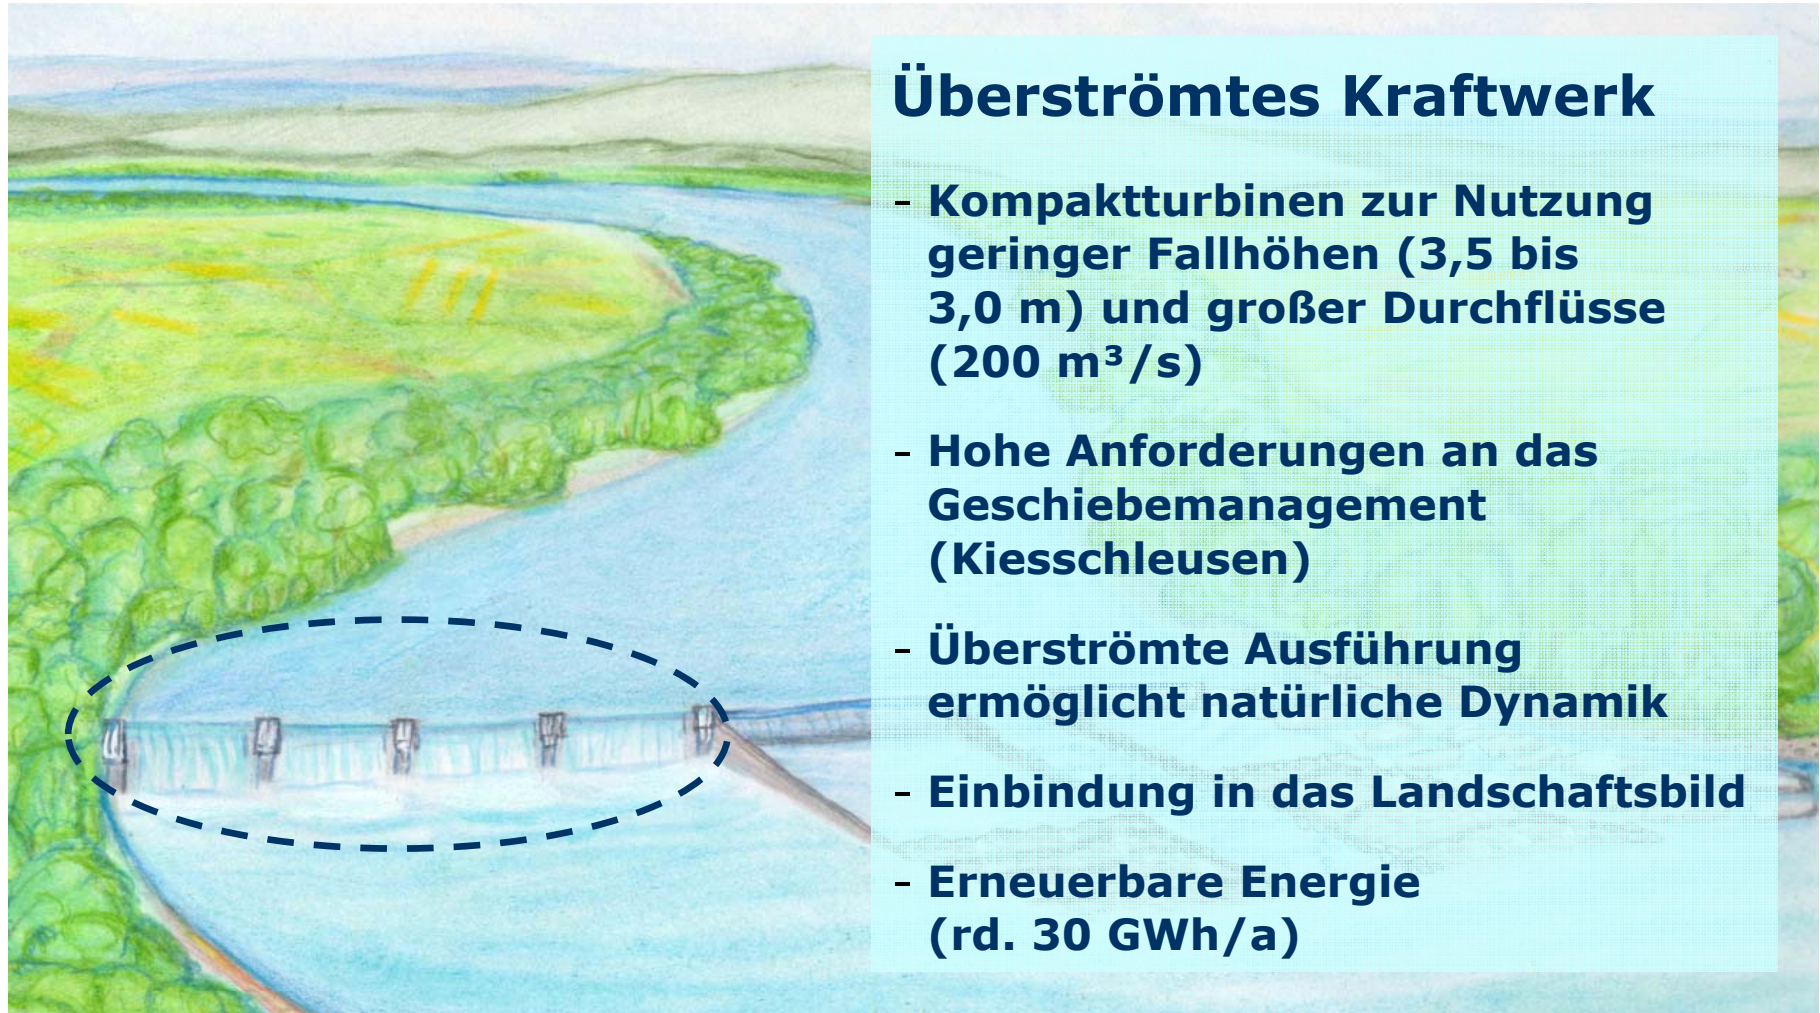 Überströmtes Kraftwerk
- Kompaktturbinen zur Nutzung
geringer Fallhöhen (3,5 bis
3,0 m) und großer Durchflüsse
(200 m³/s)
- Hohe Anforderungen an das
Geschiebemanagement
(Kiesschleusen)
- Überströmte Ausführung
ermöglicht natürliche Dynamik
- Einbindung in das Landschaftsbild
- Erneuerbare Energie
(rd. 30 GWh/a)